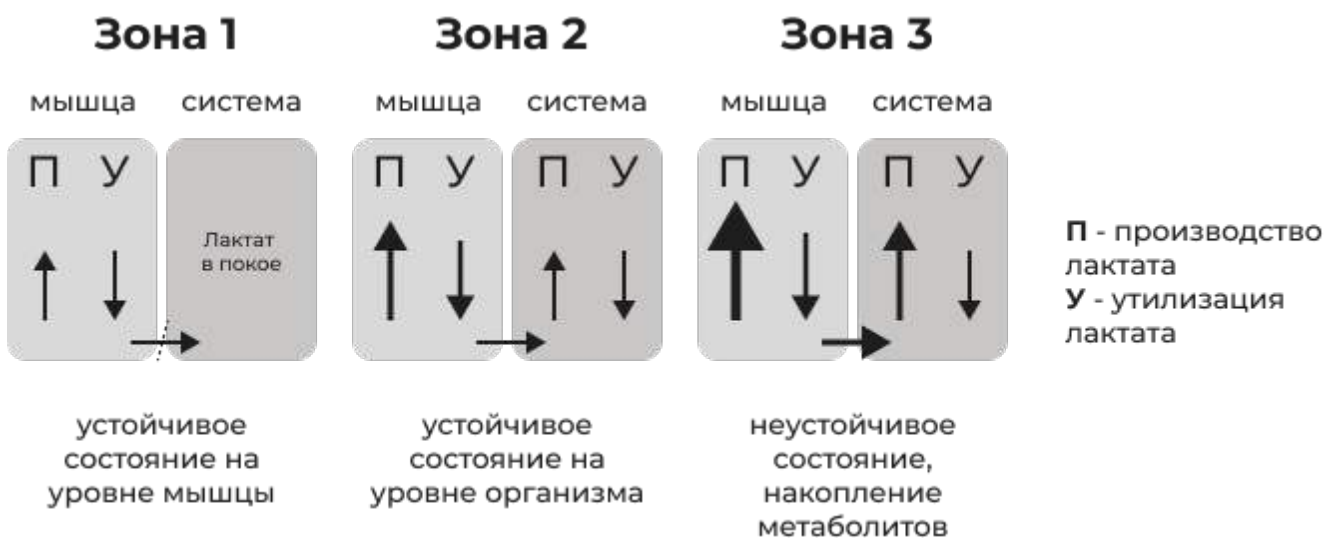 Зона 1
Зона 2
Зона 3
мышца
система
мышца
система
мышца
система
П
У
Лактат
в покое
П
У
П
У
П
У
П
У
П - производство
лактата
У - утилизация
лактата
устойчивое
состояние на
уровне мышцы
устойчивое
состояние на
уровне организма
неустойчивое
состояние,
накопление
метаболитов